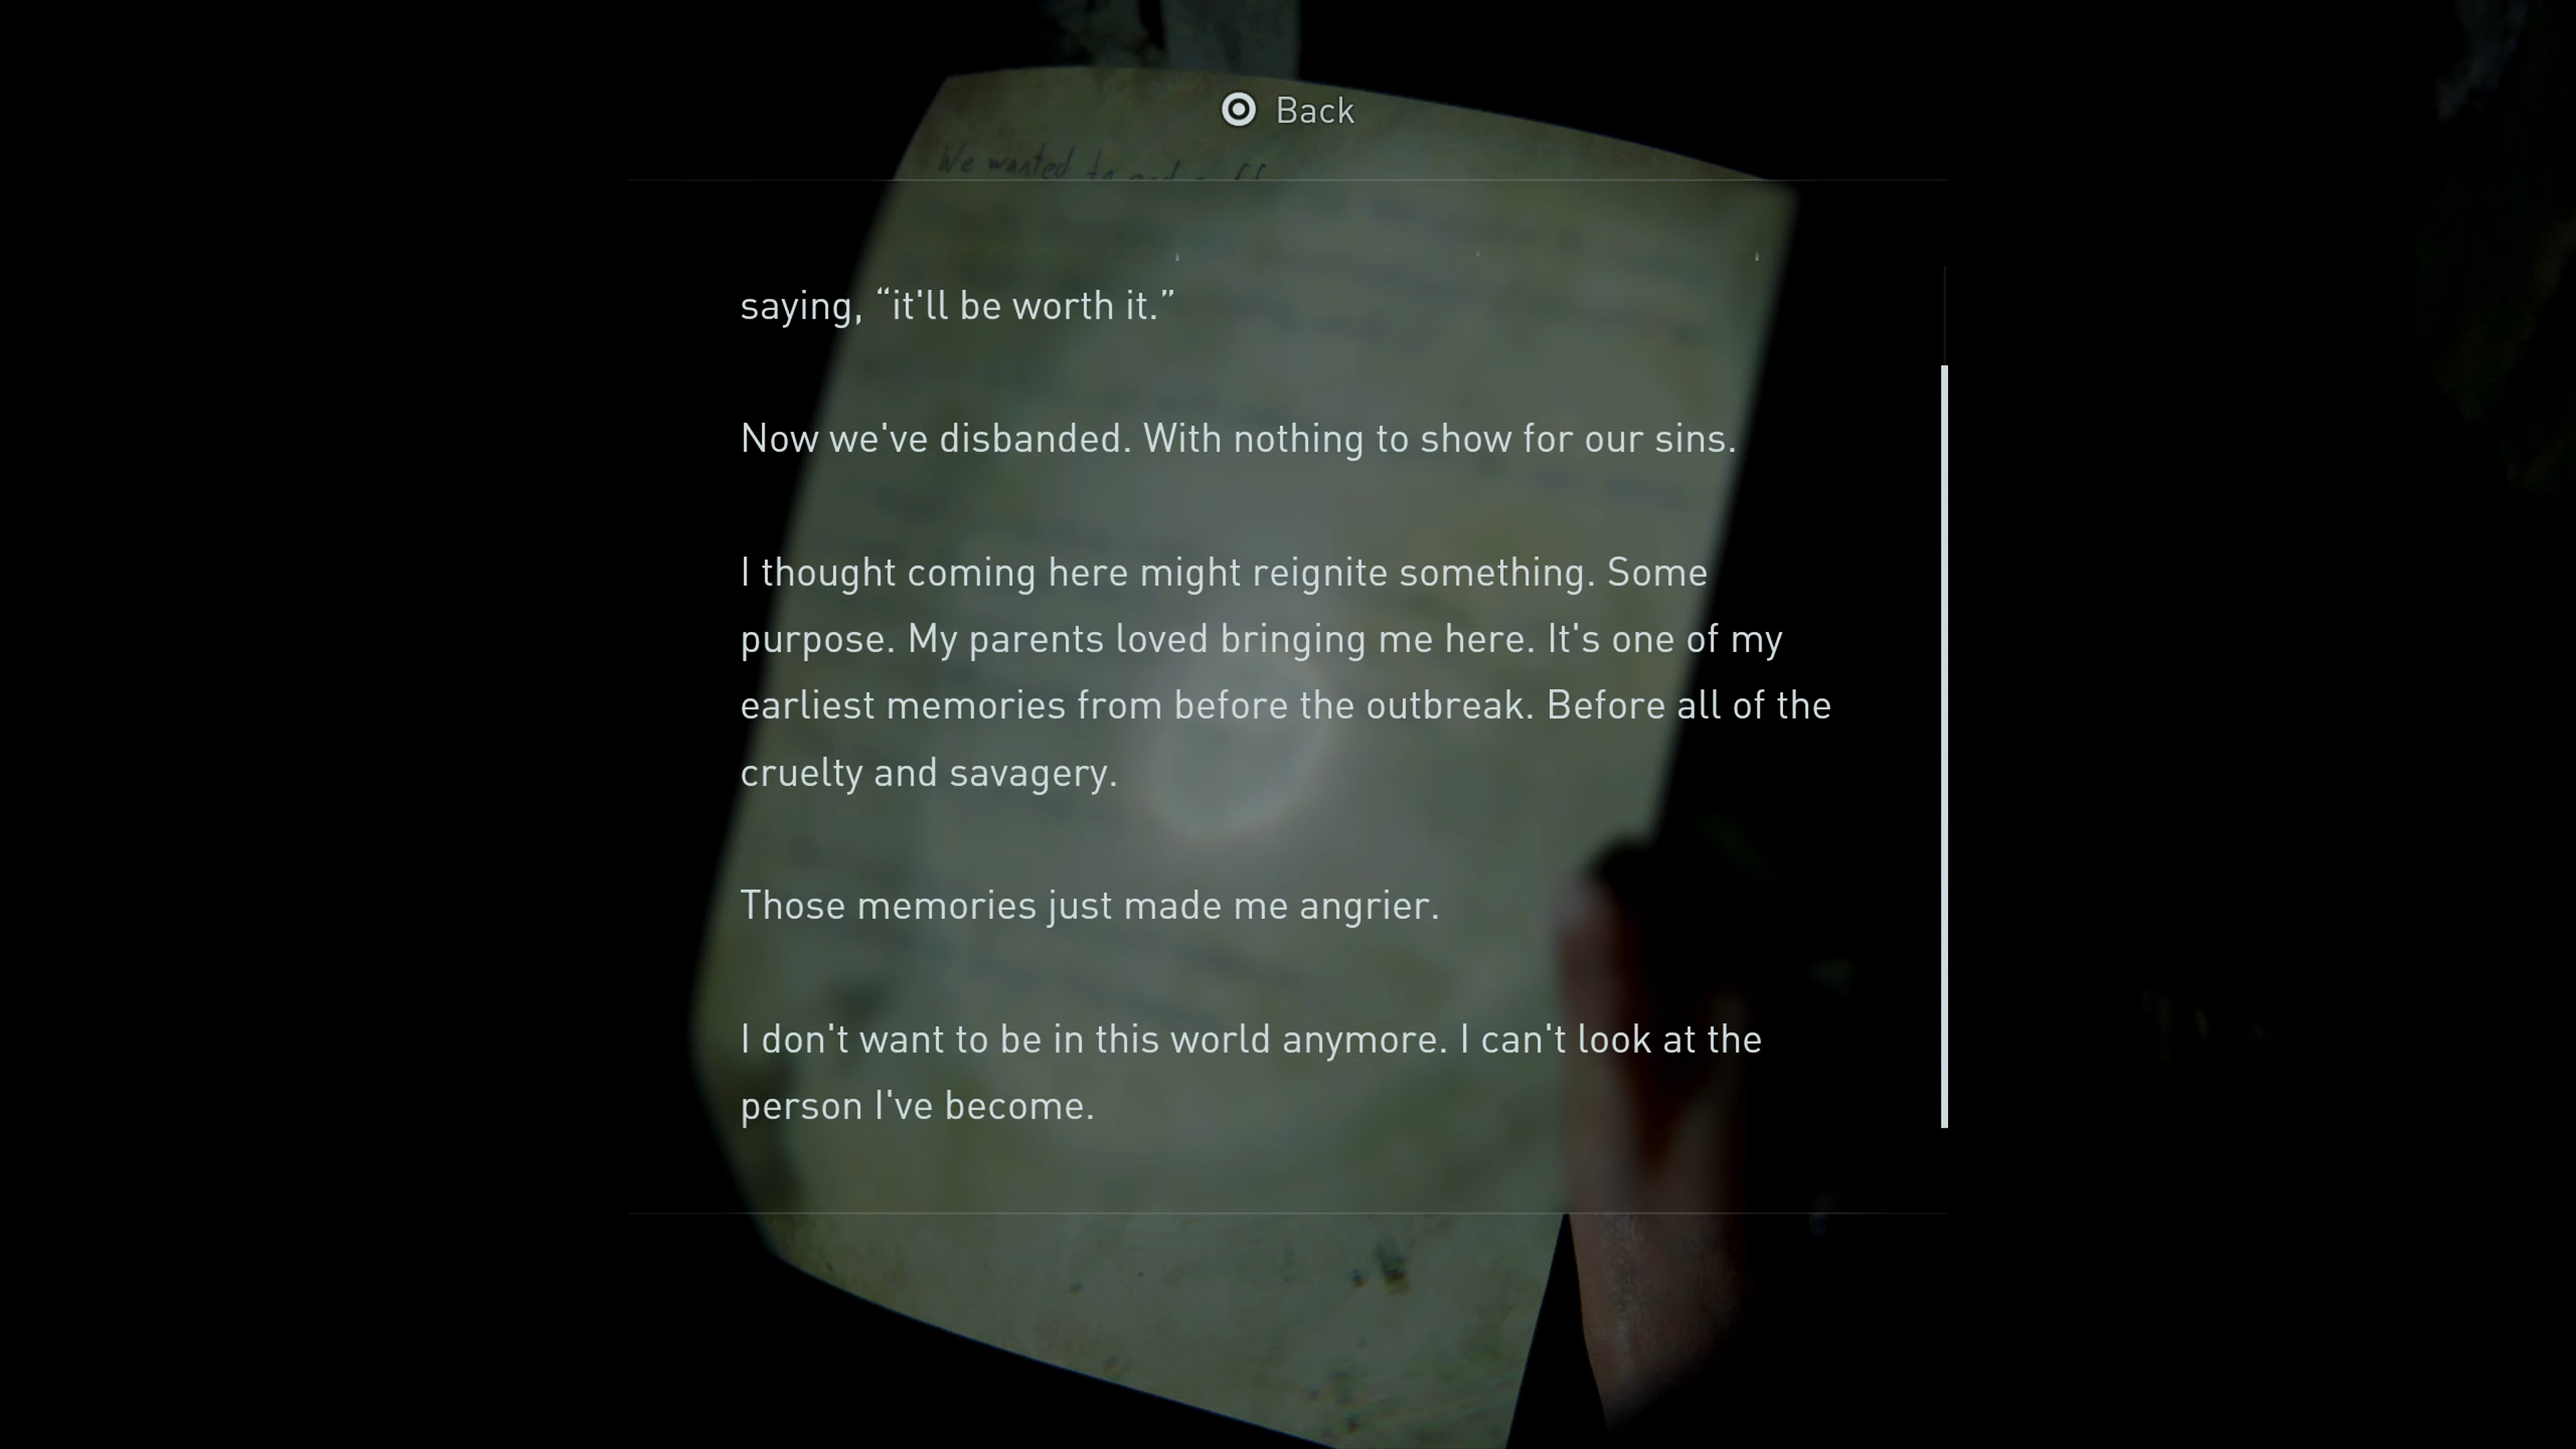 Back
We wanted to
saying, “it'll be worth it.”
Now we've disbanded. With nothing to show for our sins.
I thought coming here might reignite something. Some
purpose. My parents loved bringing me here. It's one of my
earliest memories from before the outbreak. Before all of the
cruelty and savagery.
Those memories just made me angrier.
I don't want to be in this world anymore. I can't look at the
person I've become.